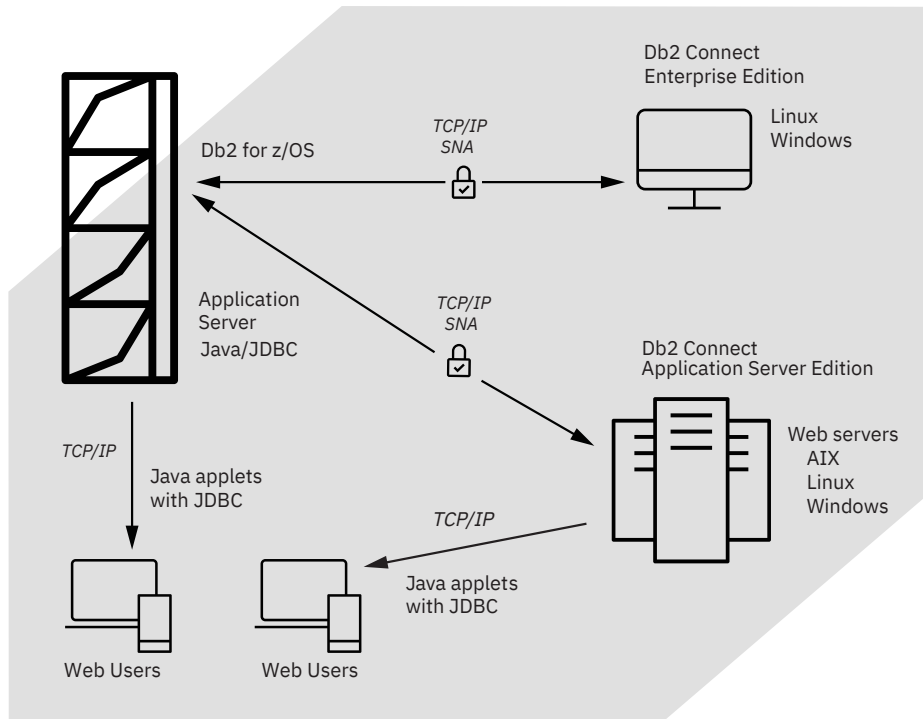 Db2 Connect
Enterprise Edition
Linux
Windows
TCP/IP
SNA
Db2 for z/OS
Application
Server
Java/JDBC
TCP/IP
SNA
Db2 Connect
Application Server Edition
Web servers
AIX
Linux
Windows
TCP/IP
Java applets
with JDBC
TCP/IP
Java applets
with JDBC
Web Users
Web Users